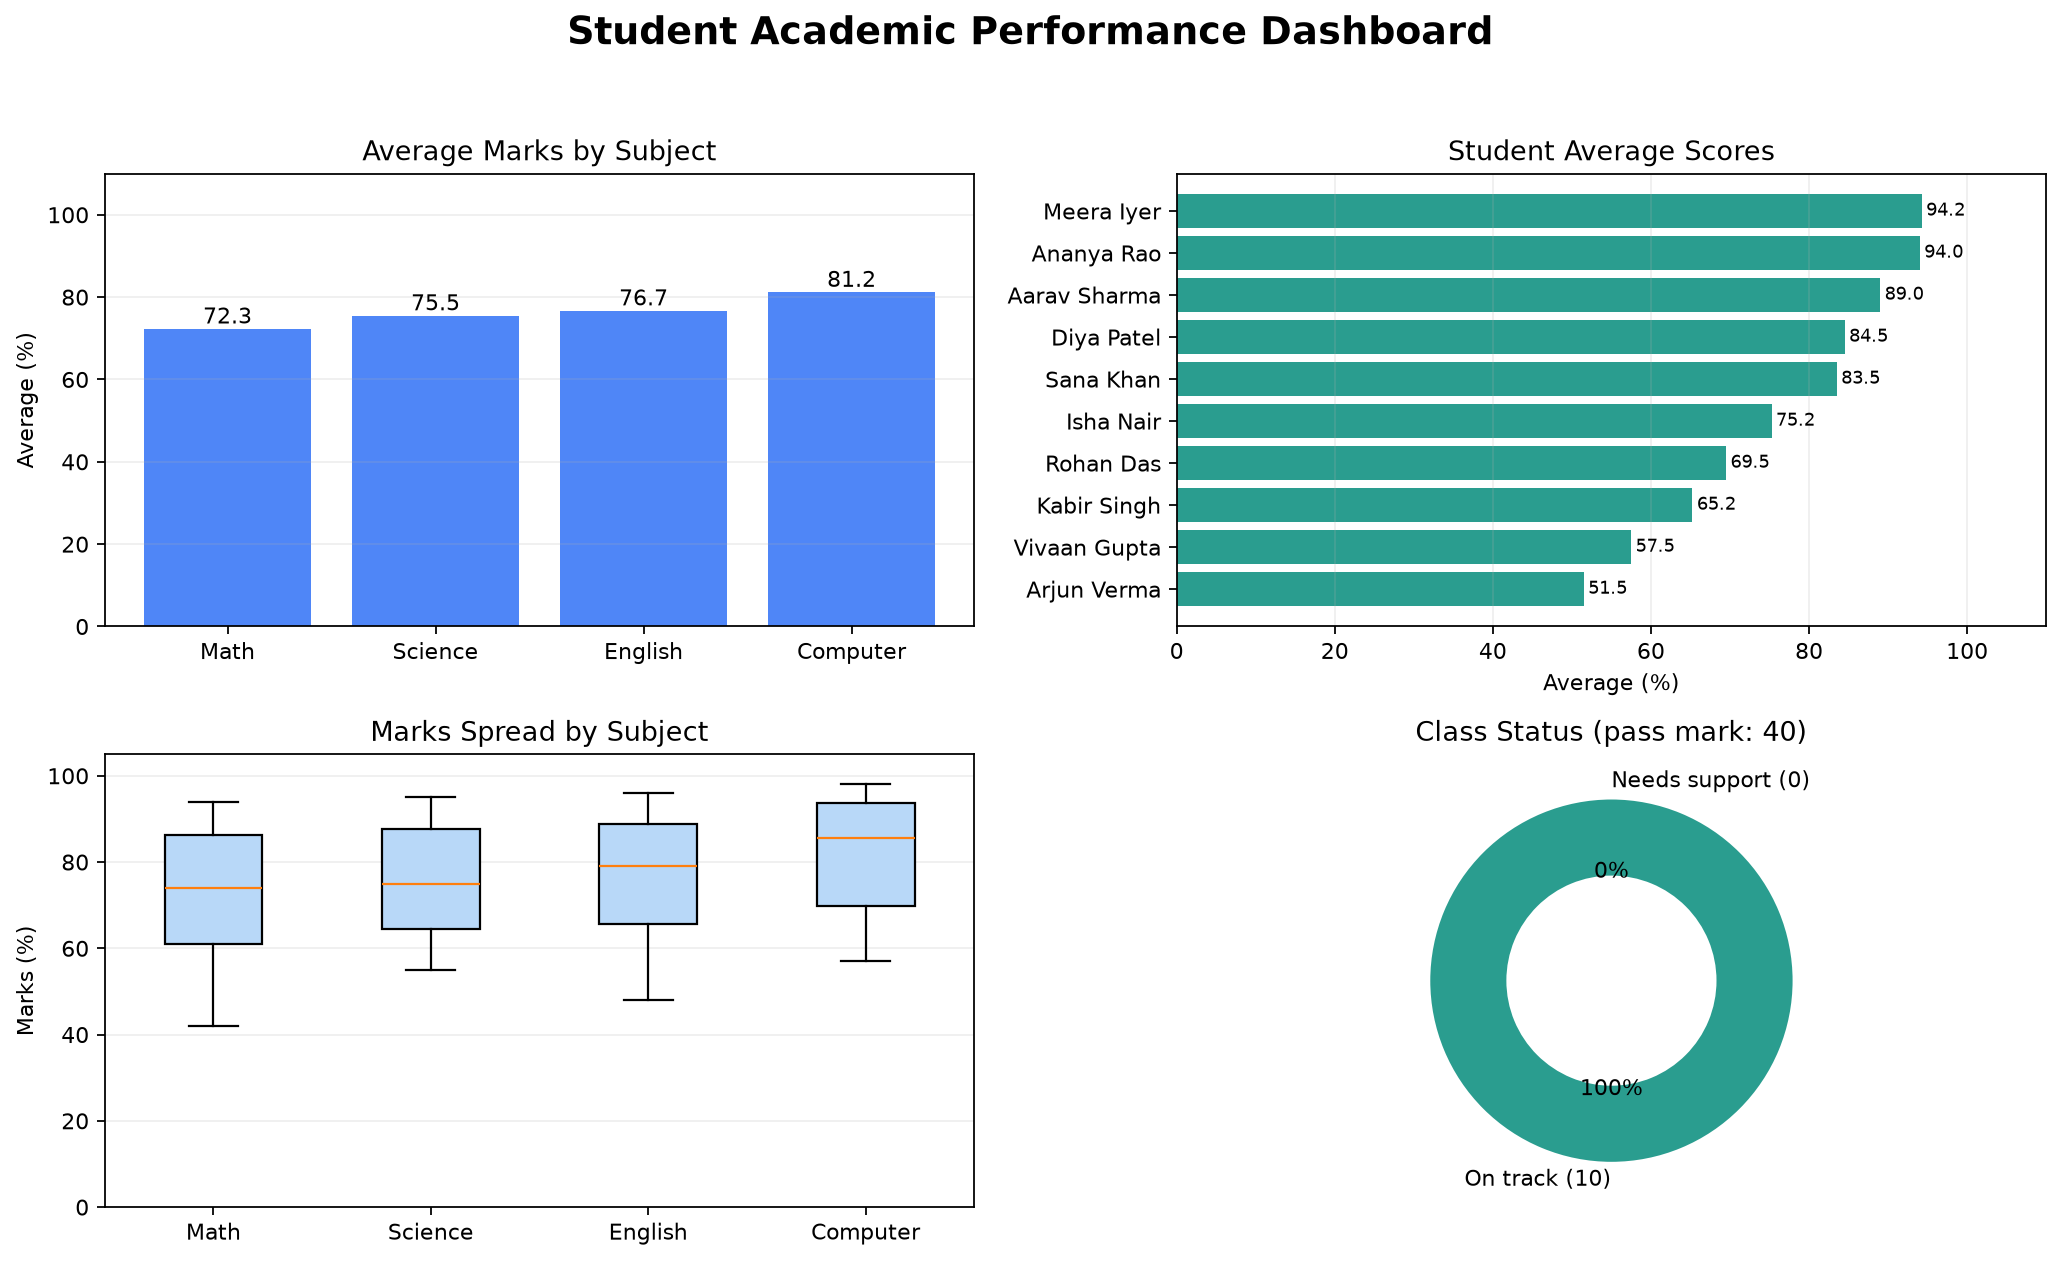 Student Academic Performance Dashboard
Average Marks by Subject
Average (%)
100
80
60
40
20
0
72.3
75.5
76.7
81.2
Math
Science
English
Computer
Student Average Scores
Meera Iyer
94.2
Ananya Rao
94.0
Aarav Sharma
89.0
Diya Patel
84.5
Sana Khan
83.5
Isha Nair
75.2
Rohan Das
69.5
Kabir Singh
65.2
Vivaan Gupta
57.5
Arjun Verma
51.5
0
20
40
60
80
100
Average (%)
Marks Spread by Subject
Marks (%)
100
80
60
40
20
0
Math
Science
English
Computer
Class Status (pass mark: 40)
Needs support (0)
0%
100%
On track (10)